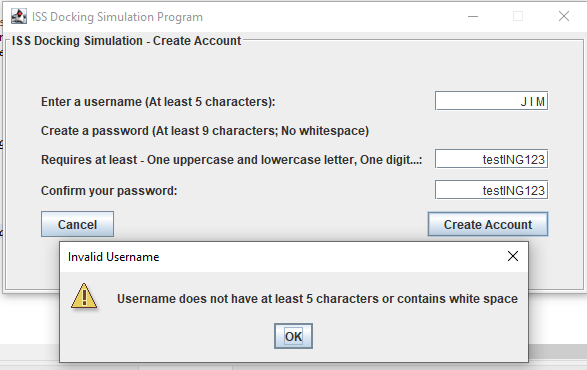 ISS Docking Simulation Program
ISS Docking Simulation - Create Account
Enter a username (At least 5 characters):
J I M
Create a password (At least 9 characters; No whitespace)
Requires at least - One uppercase and lowercase letter, One digit...:
testING123
Confirm your password:
testING123
Cancel
Create Account
Invalid Username
Username does not have at least 5 characters or contains white space
OK